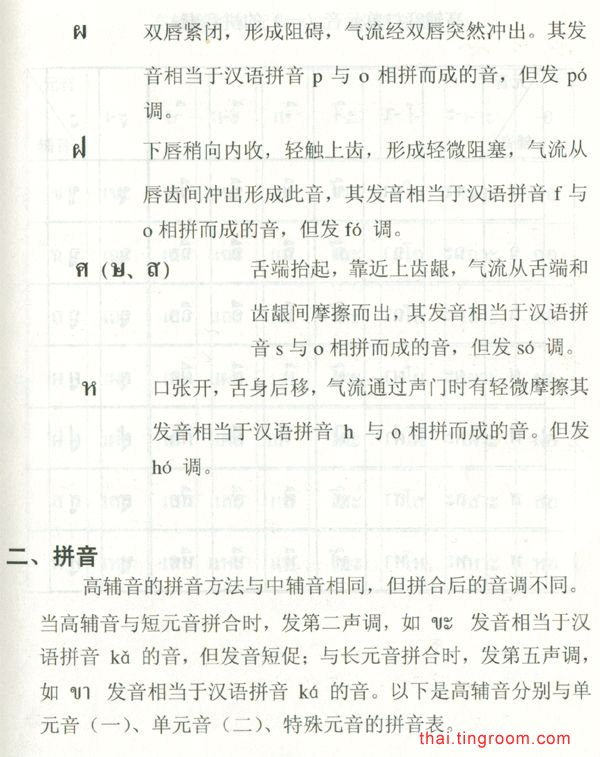 ผ 双唇紧闭，形成阻碍，气流经双唇突然冲出。其发
音相当于汉语拼音 p 与 o 相拼而成的音，但发 pó
调。
ฝ 下唇稍向内收，轻触上齿，形成轻微阻塞，气流从
唇齿间冲出形成此音，其发音相当于汉语拼音 f 与
o 相拼而成的音，但发 fó 调。
ศ（ษ、ส） 舌端抬起，靠近上齿龈，气流从舌端和
齿龈间摩擦而出，其发音相当于汉语拼
音 s 与 o 相拼而成的音，但发 só 调。
ห 口张开，舌身后移，气流通过声门时有轻微摩擦其
发音相当于汉语拼音 h 与 o 相拼而成的音。但发
hó 调。
二、拼音
高辅音的拼音方法与中辅音相同，但拼合后的音调不同。
当高辅音与短元音拼合时，发第二声调，如 ขะ 发音相当于汉
语拼音 kǎ 的音，但发音短促；与长元音拼合时，发第五声调，
如 ขา 发音相当于汉语拼音 ká 的音。以下是高辅音分别与单
元音（一）、单元音（二）、特殊元音的拼音表。
thai.tingroom.com